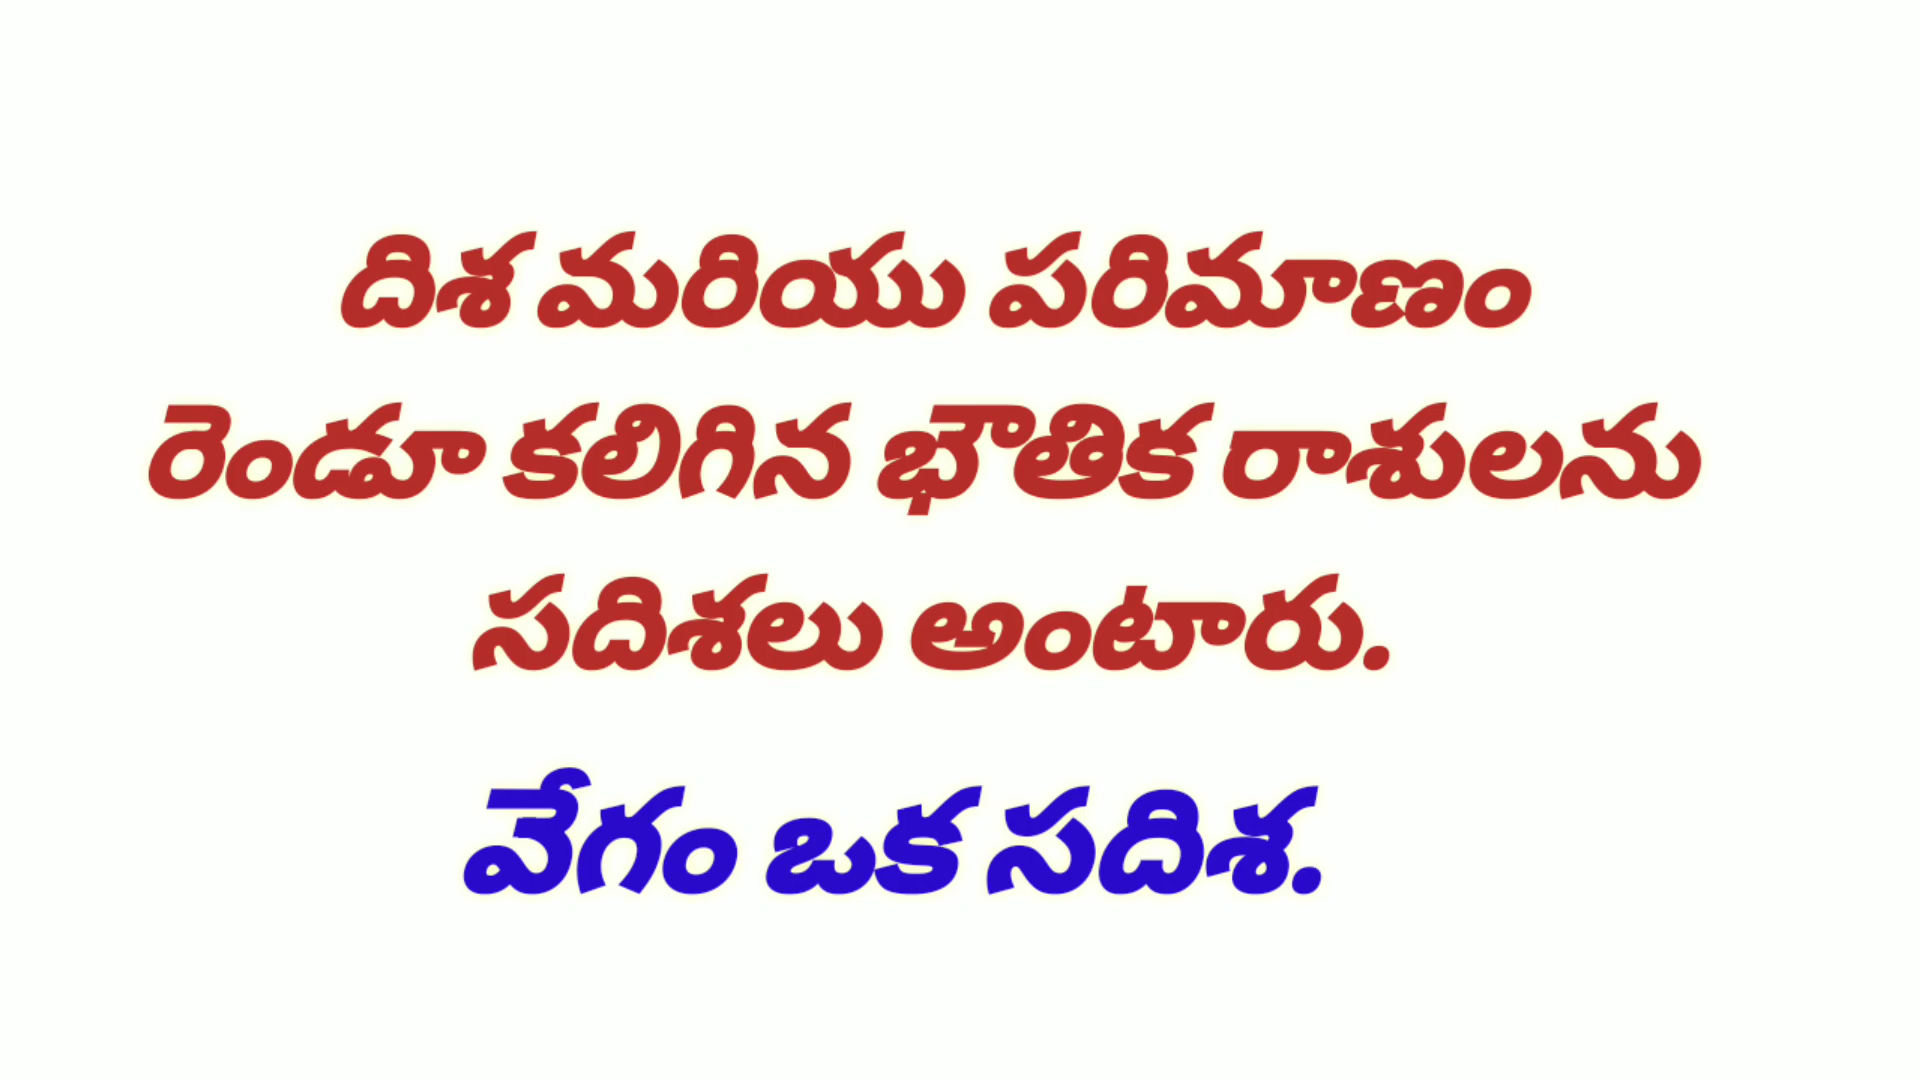 దిశ మరియు పరిమాణం
రెండూ కలిగిన భౌతిక రాశులను
సదిశలు అంటారు.
వేగం ఒక సదిశ.